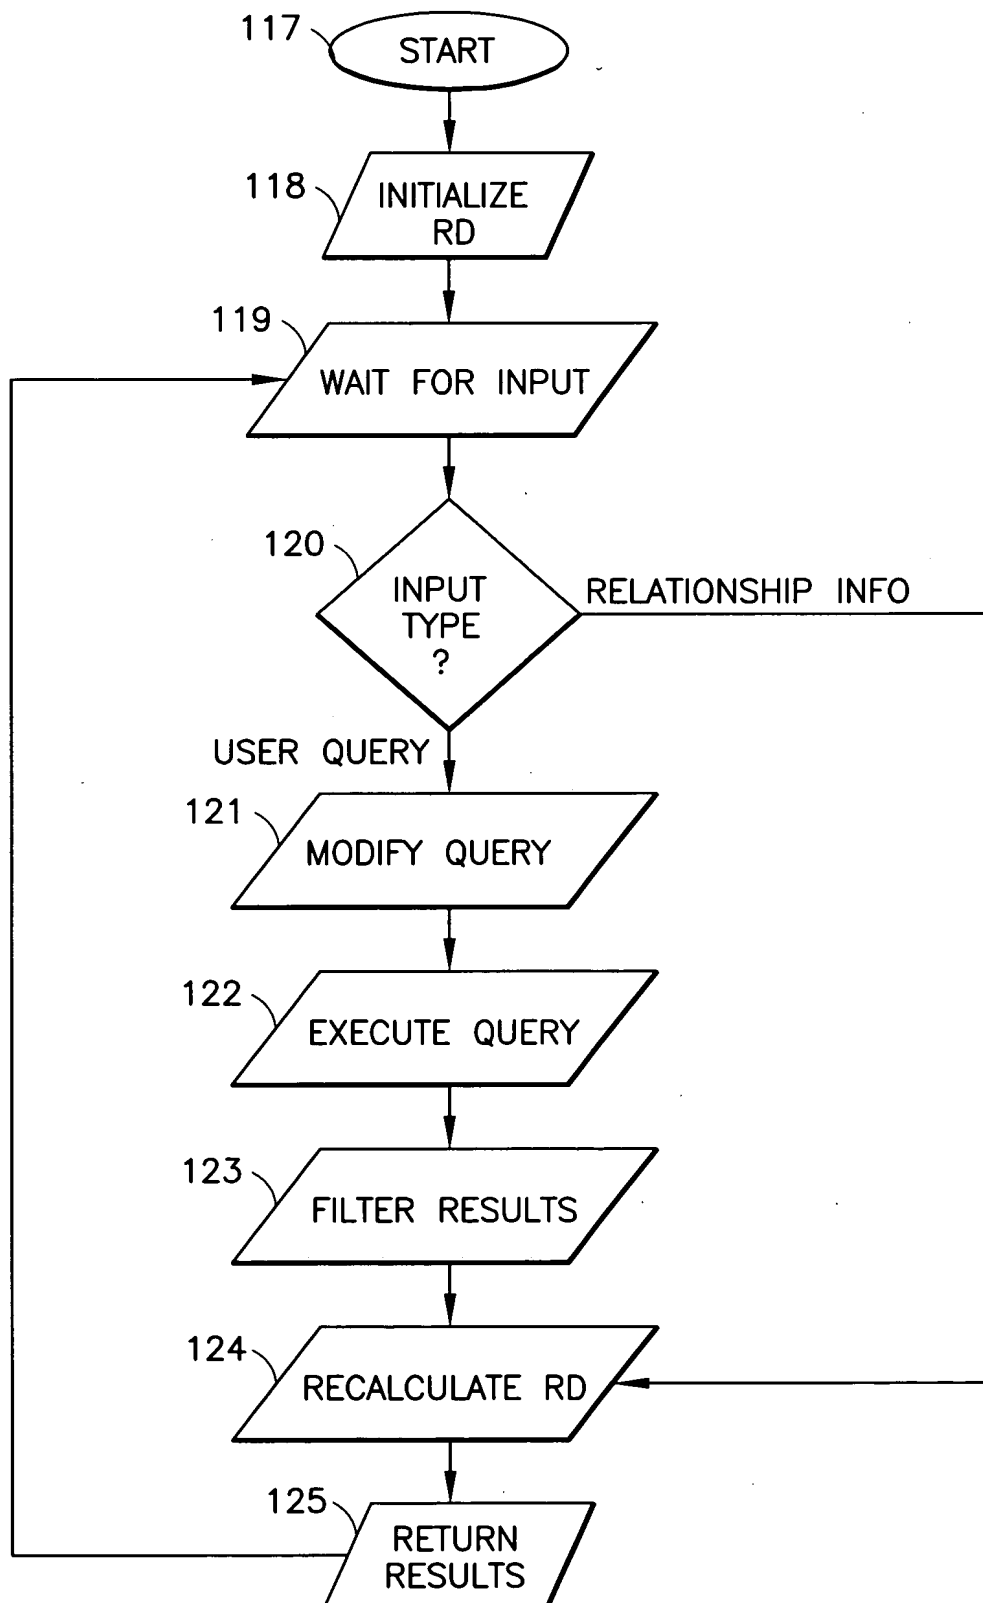 117
START
118
INITIALIZE
RD
119
WAIT FOR INPUT
120
INPUT
TYPE
?
RELATIONSHIP INFO
USER QUERY
121
MODIFY QUERY
122
EXECUTE QUERY
123
FILTER RESULTS
124
RECALCULATE RD
125
RETURN
RESULTS